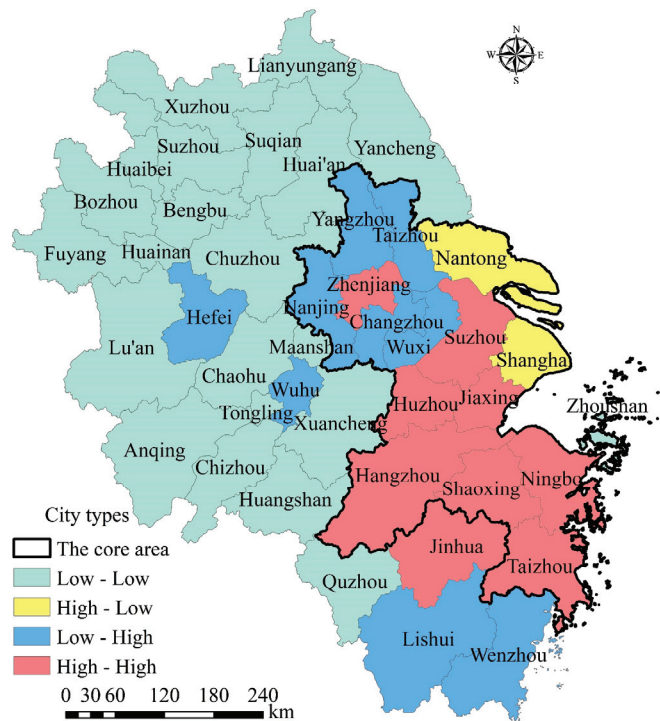 N
W E
S
Lianyungang
Xuzhou
Suqian
Suzhou
Yancheng
Huai'an
Huaibei
Bozhou
Bengbu
Yangzhou
Taizhou
Fuyang
Huainan
Chuzhou
Nantong
Zhenjiang
Nanjing
Hefei
Changzhou
Suzhou
Lu'an
Maanshan
Wuxi
Shanghai
Chaohu
Wuhu
Huzhou
Jiaxing
Zhoushan
Tongling
Xuancheng
Anqing
Chizhou
Hangzhou
Ningbo
Shaoxing
Huangshan
City types
The core area
Jinhua
Low - Low
Quzhou
Taizhou
High - Low
Low - High
Lishui
Wenzhou
High - High
0 30 60 120 180 240
km